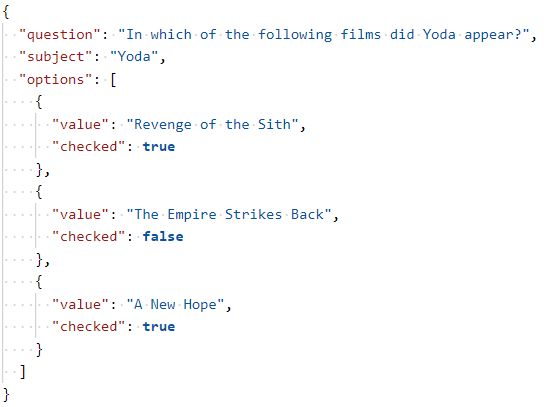 {
  "question": "In which of the following films did Yoda appear?",
  "subject": "Yoda",
  "options": [
    {
      "value": "Revenge of the Sith",
      "checked": true
    },
    {
      "value": "The Empire Strikes Back",
      "checked": false
    },
    {
      "value": "A New Hope",
      "checked": true
    }
  ]
}